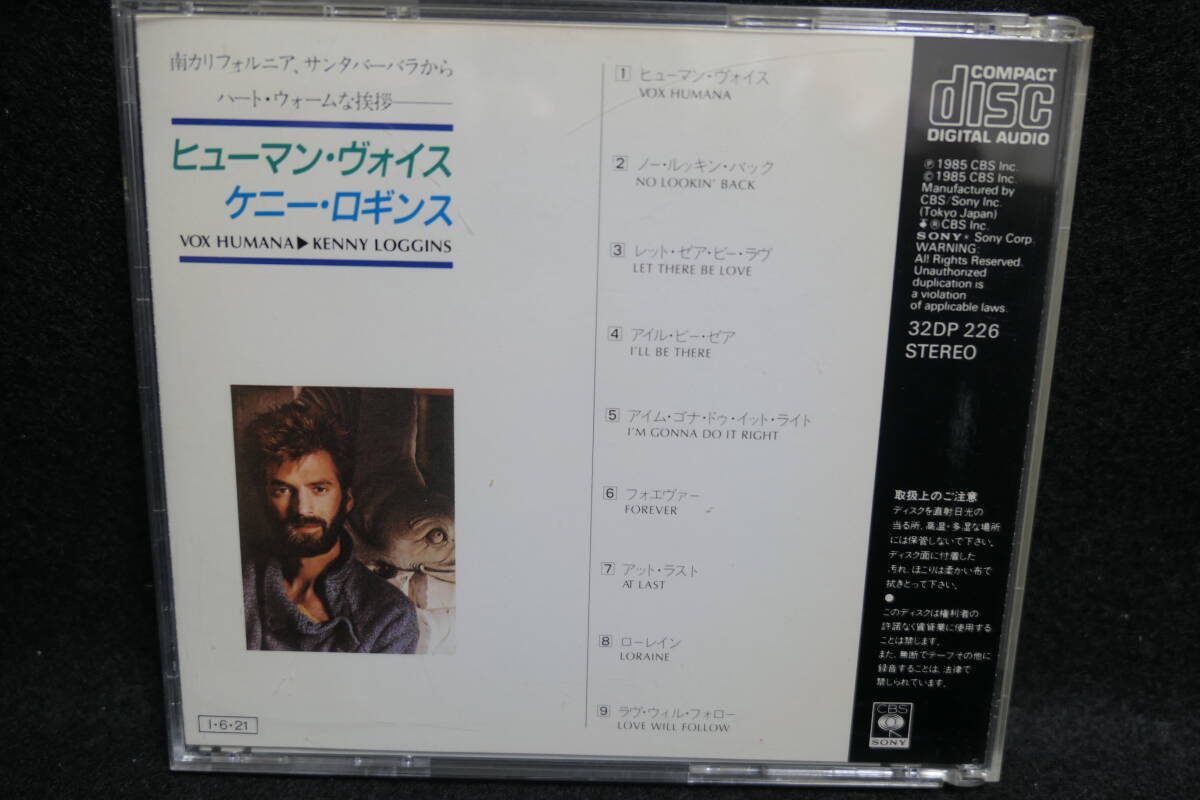 南カリフォルニア、サンタバーバラから
ハート・ウォームな挨拶——
ヒューマン・ヴォイス
ケニー・ロギンス
VOX HUMANA▶KENNY LOGGINS
1 ヒューマン・ヴォイス
VOX HUMANA
2 ノー・ルッキン・バック
NO LOOKIN' BACK
3 レット・ゼア・ビー・ラヴ
LET THERE BE LOVE
4 アイル・ビー・ゼア
I'LL BE THERE
5 アイム・ゴナ・ドゥ・イット・ライト
I'M GONNA DO IT RIGHT
6 フォエヴァー
FOREVER
7 アット・ラスト
AT LAST
8 ローレイン
LORAINE
9 ラヴ・ウィル・フォロー
LOVE WILL FOLLOW
I・6・21
COMPACT
disc
DIGITAL AUDIO
Ⓟ1985 CBS Inc.
©1985 CBS Inc.
Manufactured by
CBS/Sony Inc.
(Tokyo Japan)
®CBS Inc.
SONY® Sony Corp.
WARNING:
All Rights Reserved.
Unauthorized
duplication is
a violation
of applicable laws.
32DP 226
STEREO
取扱上のご注意
ディスクを直射日光の
当る所、高温・多湿な場所
には保管しないで下さい。
ディスク面に付着した
汚れ、ほこりは柔かい布で
拭きとって下さい。
このディスクは権利者の
許諾なく賃貸業に使用する
ことは禁じます。
また、無断でテープその他に
録音することは、法律で
禁じられています。
CBS
SONY